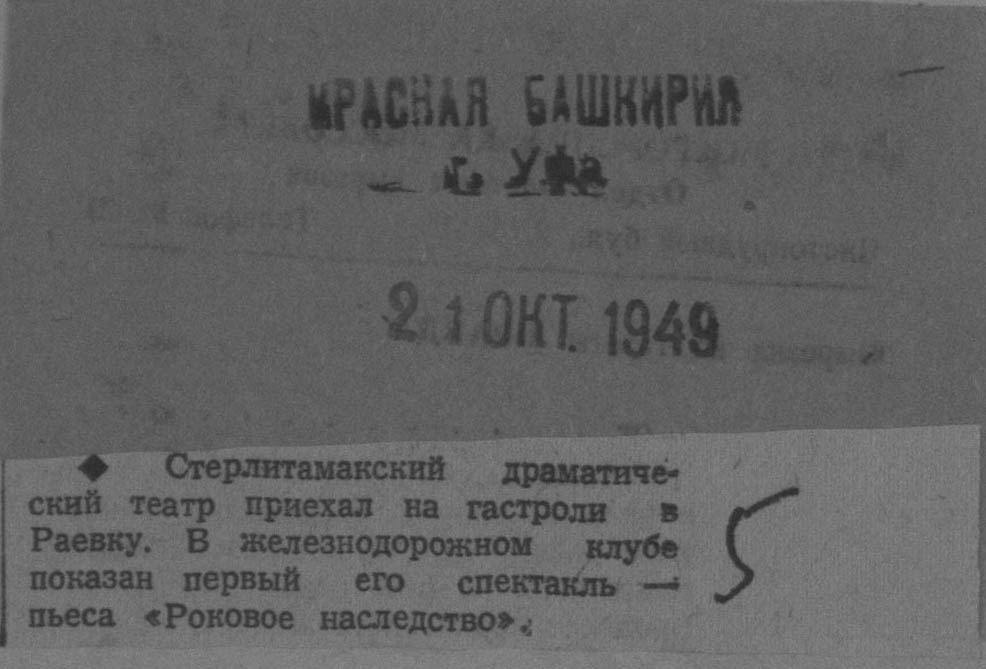 КРАСНАЯ БАШКИРИЯ
г. Уфа
21 ОКТ. 1949
◆ Стерлитамакский драматиче-
ский театр приехал на гастроли в
Раевку. В железнодорожном клубе
показан первый его спектакль —
пьеса «Роковое наследство».